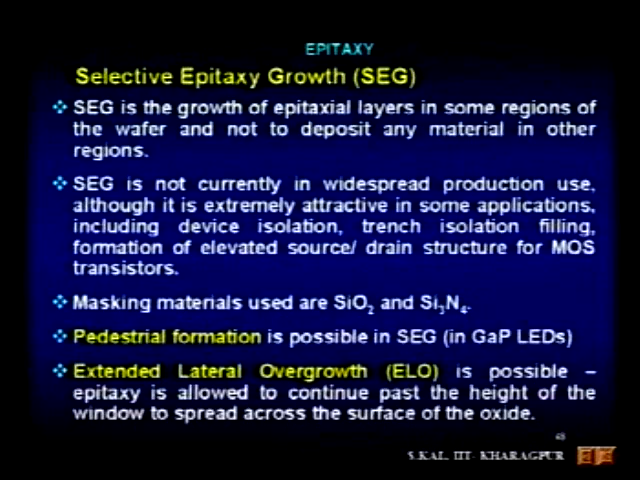 EPITAXY
Selective Epitaxy Growth (SEG)
❖ SEG is the growth of epitaxial layers in some regions of
the wafer and not to deposit any material in other
regions.
❖ SEG is not currently in widespread production use,
although it is extremely attractive in some applications,
including device isolation, trench isolation filling,
formation of elevated source/ drain structure for MOS
transistors.
❖ Masking materials used are SiO₂ and Si₃N₄.
❖ Pedestrial formation is possible in SEG (in GaP LEDs)
❖ Extended Lateral Overgrowth (ELO) is possible –
epitaxy is allowed to continue past the height of the
window to spread across the surface of the oxide.
S.KAL, IIT- KHARAGPUR